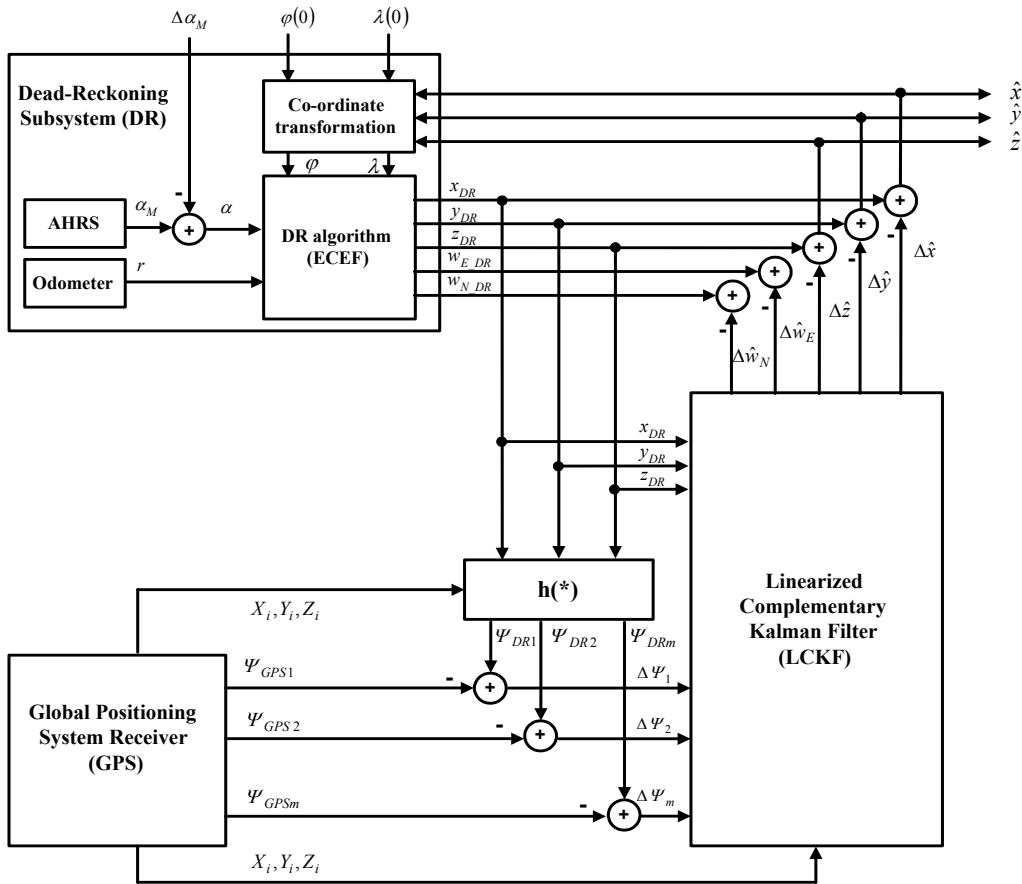 Δα_M φ(0) λ(0)
Dead-Reckoning
Subsystem (DR)
Co-ordinate
transformation
x̂
ŷ
ẑ
φ λ
AHRS
α_M
-
+
α
Odometer
r
DR algorithm
(ECEF)
x_DR
y_DR
z_DR
w_E_DR
w_N_DR
+
-
+
-
+
-
+
-
+
-
Δx̂
Δŷ
Δẑ
Δŵ_E
Δŵ_N
x_DR
y_DR
z_DR
h(*)
X_i, Y_i, Z_i
Ψ_DR1 Ψ_DR2 Ψ_DRm
Linearized
Complementary
Kalman Filter
(LCKF)
Global Positioning
System Receiver
(GPS)
Ψ_GPS1
-
+
ΔΨ_1
Ψ_GPS2
-
+
ΔΨ_2
Ψ_GPSm
-
+
ΔΨ_m
X_i, Y_i, Z_i